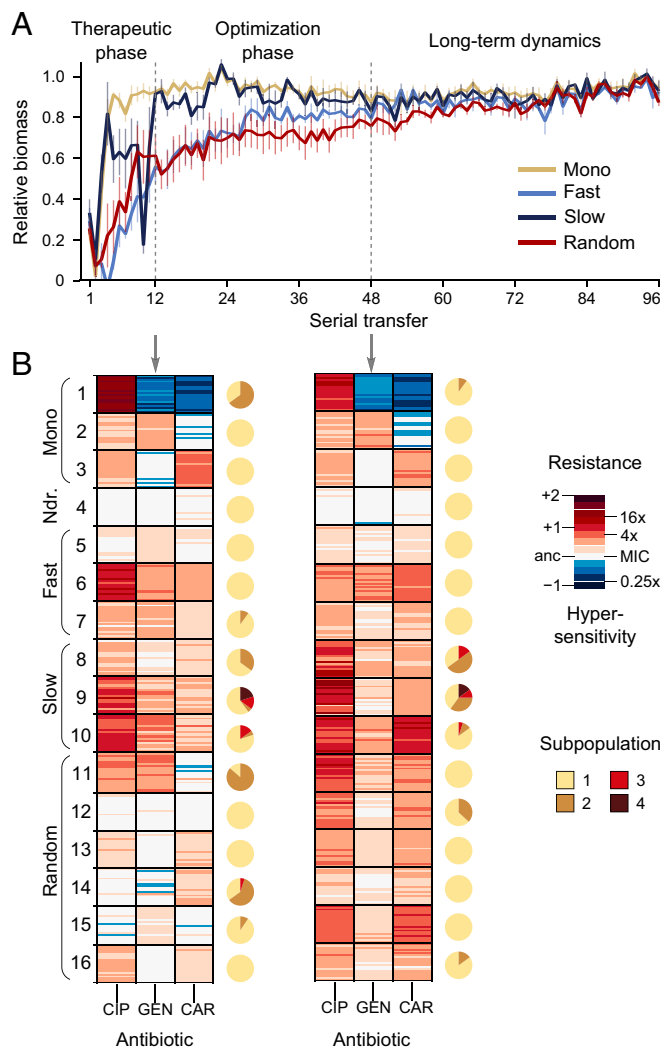 A
Therapeutic phase
Optimization phase
Long-term dynamics
Relative biomass
1.0
0.8
0.6
0.4
0.2
0
Mono
Fast
Slow
Random
1 12 24 36 48 60 72 84 96
Serial transfer
B
Mono
1
2
3
Ndr.
4
Fast
5
6
7
Slow
8
9
10
Random
11
12
13
14
15
16
CIP GEN CAR
Antibiotic
CIP GEN CAR
Antibiotic
Resistance
+2
16x
+1
4x
anc MIC
−1 0.25x
Hyper-
sensitivity
Subpopulation
1 3
2 4